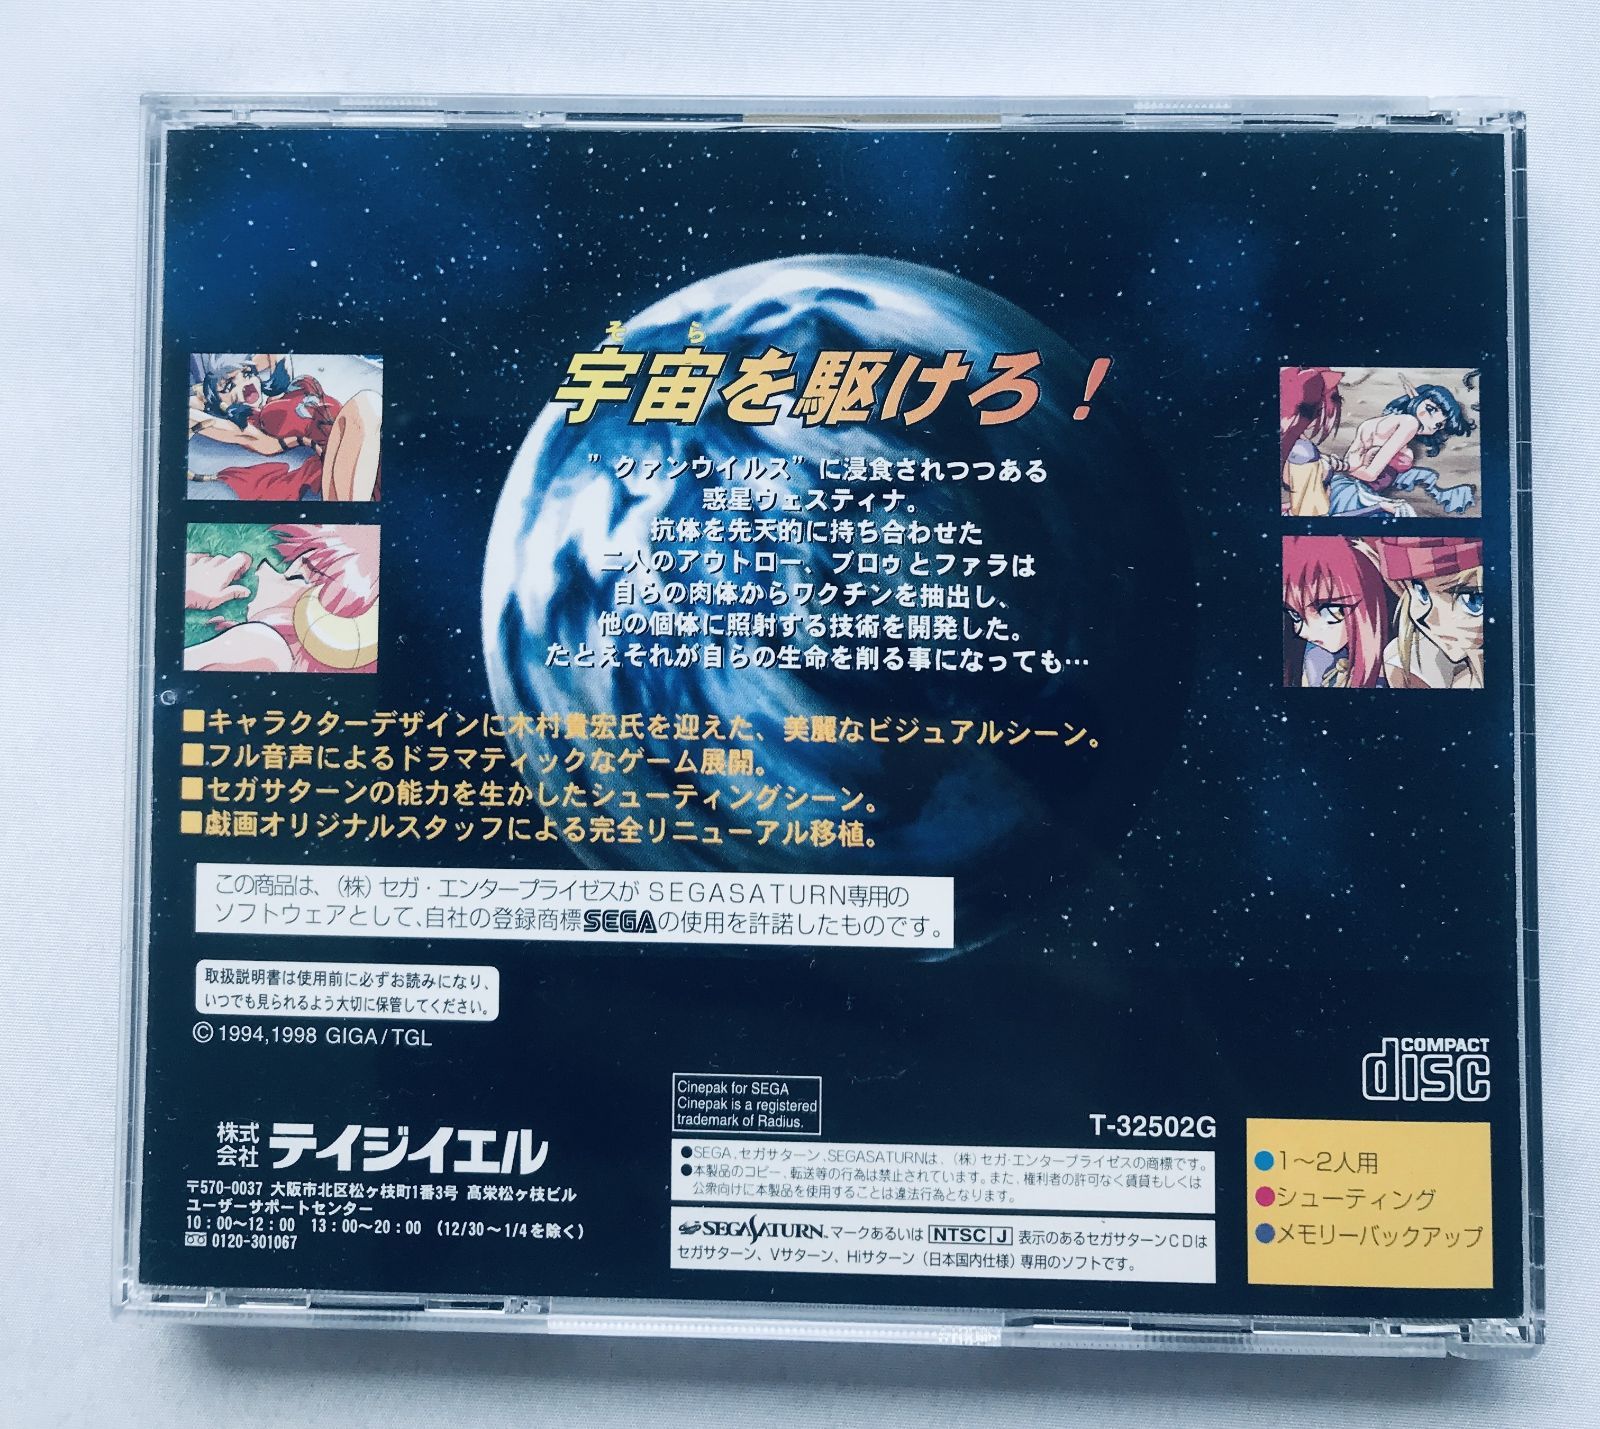 そら
宇宙を駆けろ！
”クァンウイルス”に浸食されつつある
惑星ウェスティナ。
抗体を先天的に持ち合わせた
二人のアウトロー、ブロゥとファラは
自らの肉体からワクチンを抽出し、
他の個体に照射する技術を開発した。
たとえそれが自らの生命を削る事になっても…
■キャラクターデザインに木村貴宏氏を迎えた、美麗なビジュアルシーン。
■フル音声によるドラマティックなゲーム展開。
■セガサターンの能力を生かしたシューティングシーン。
■戯画オリジナルスタッフによる完全リニューアル移植。
この商品は、（株）セガ・エンタープライゼスが SEGASATURN専用の
ソフトウェアとして、自社の登録商標SEGAの使用を許諾したものです。
取扱説明書は使用前に必ずお読みになり、
いつでも見られるよう大切に保管してください。
© 1994,1998 GIGA/TGL
株式会社 テイジイエル
〒570-0037 大阪市北区松ヶ枝町1番3号 高栄松ヶ枝ビル
ユーザーサポートセンター
10：00～12：00 13：00～20：00 （12/30～1/4を除く）
0120-301067
Cinepak for SEGA
Cinepak is a registered
trademark of Radius.
●SEGA、セガサターン、SEGASATURNは、（株）セガ・エンタープライゼスの商標です。
●本製品のコピー、転送等の行為は禁止されています。また、権利者の許可なく賃貸もしくは
公衆向けに本製品を使用することは違法行為となります。
SEGASATURN™マークあるいは NTSC J 表示のあるセガサターンCDは
セガサターン、Vサターン、Hiサターン（日本国内仕様）専用のソフトです。
COMPACT
disc
T-32502G
●1～2人用
●シューティング
●メモリーバックアップ